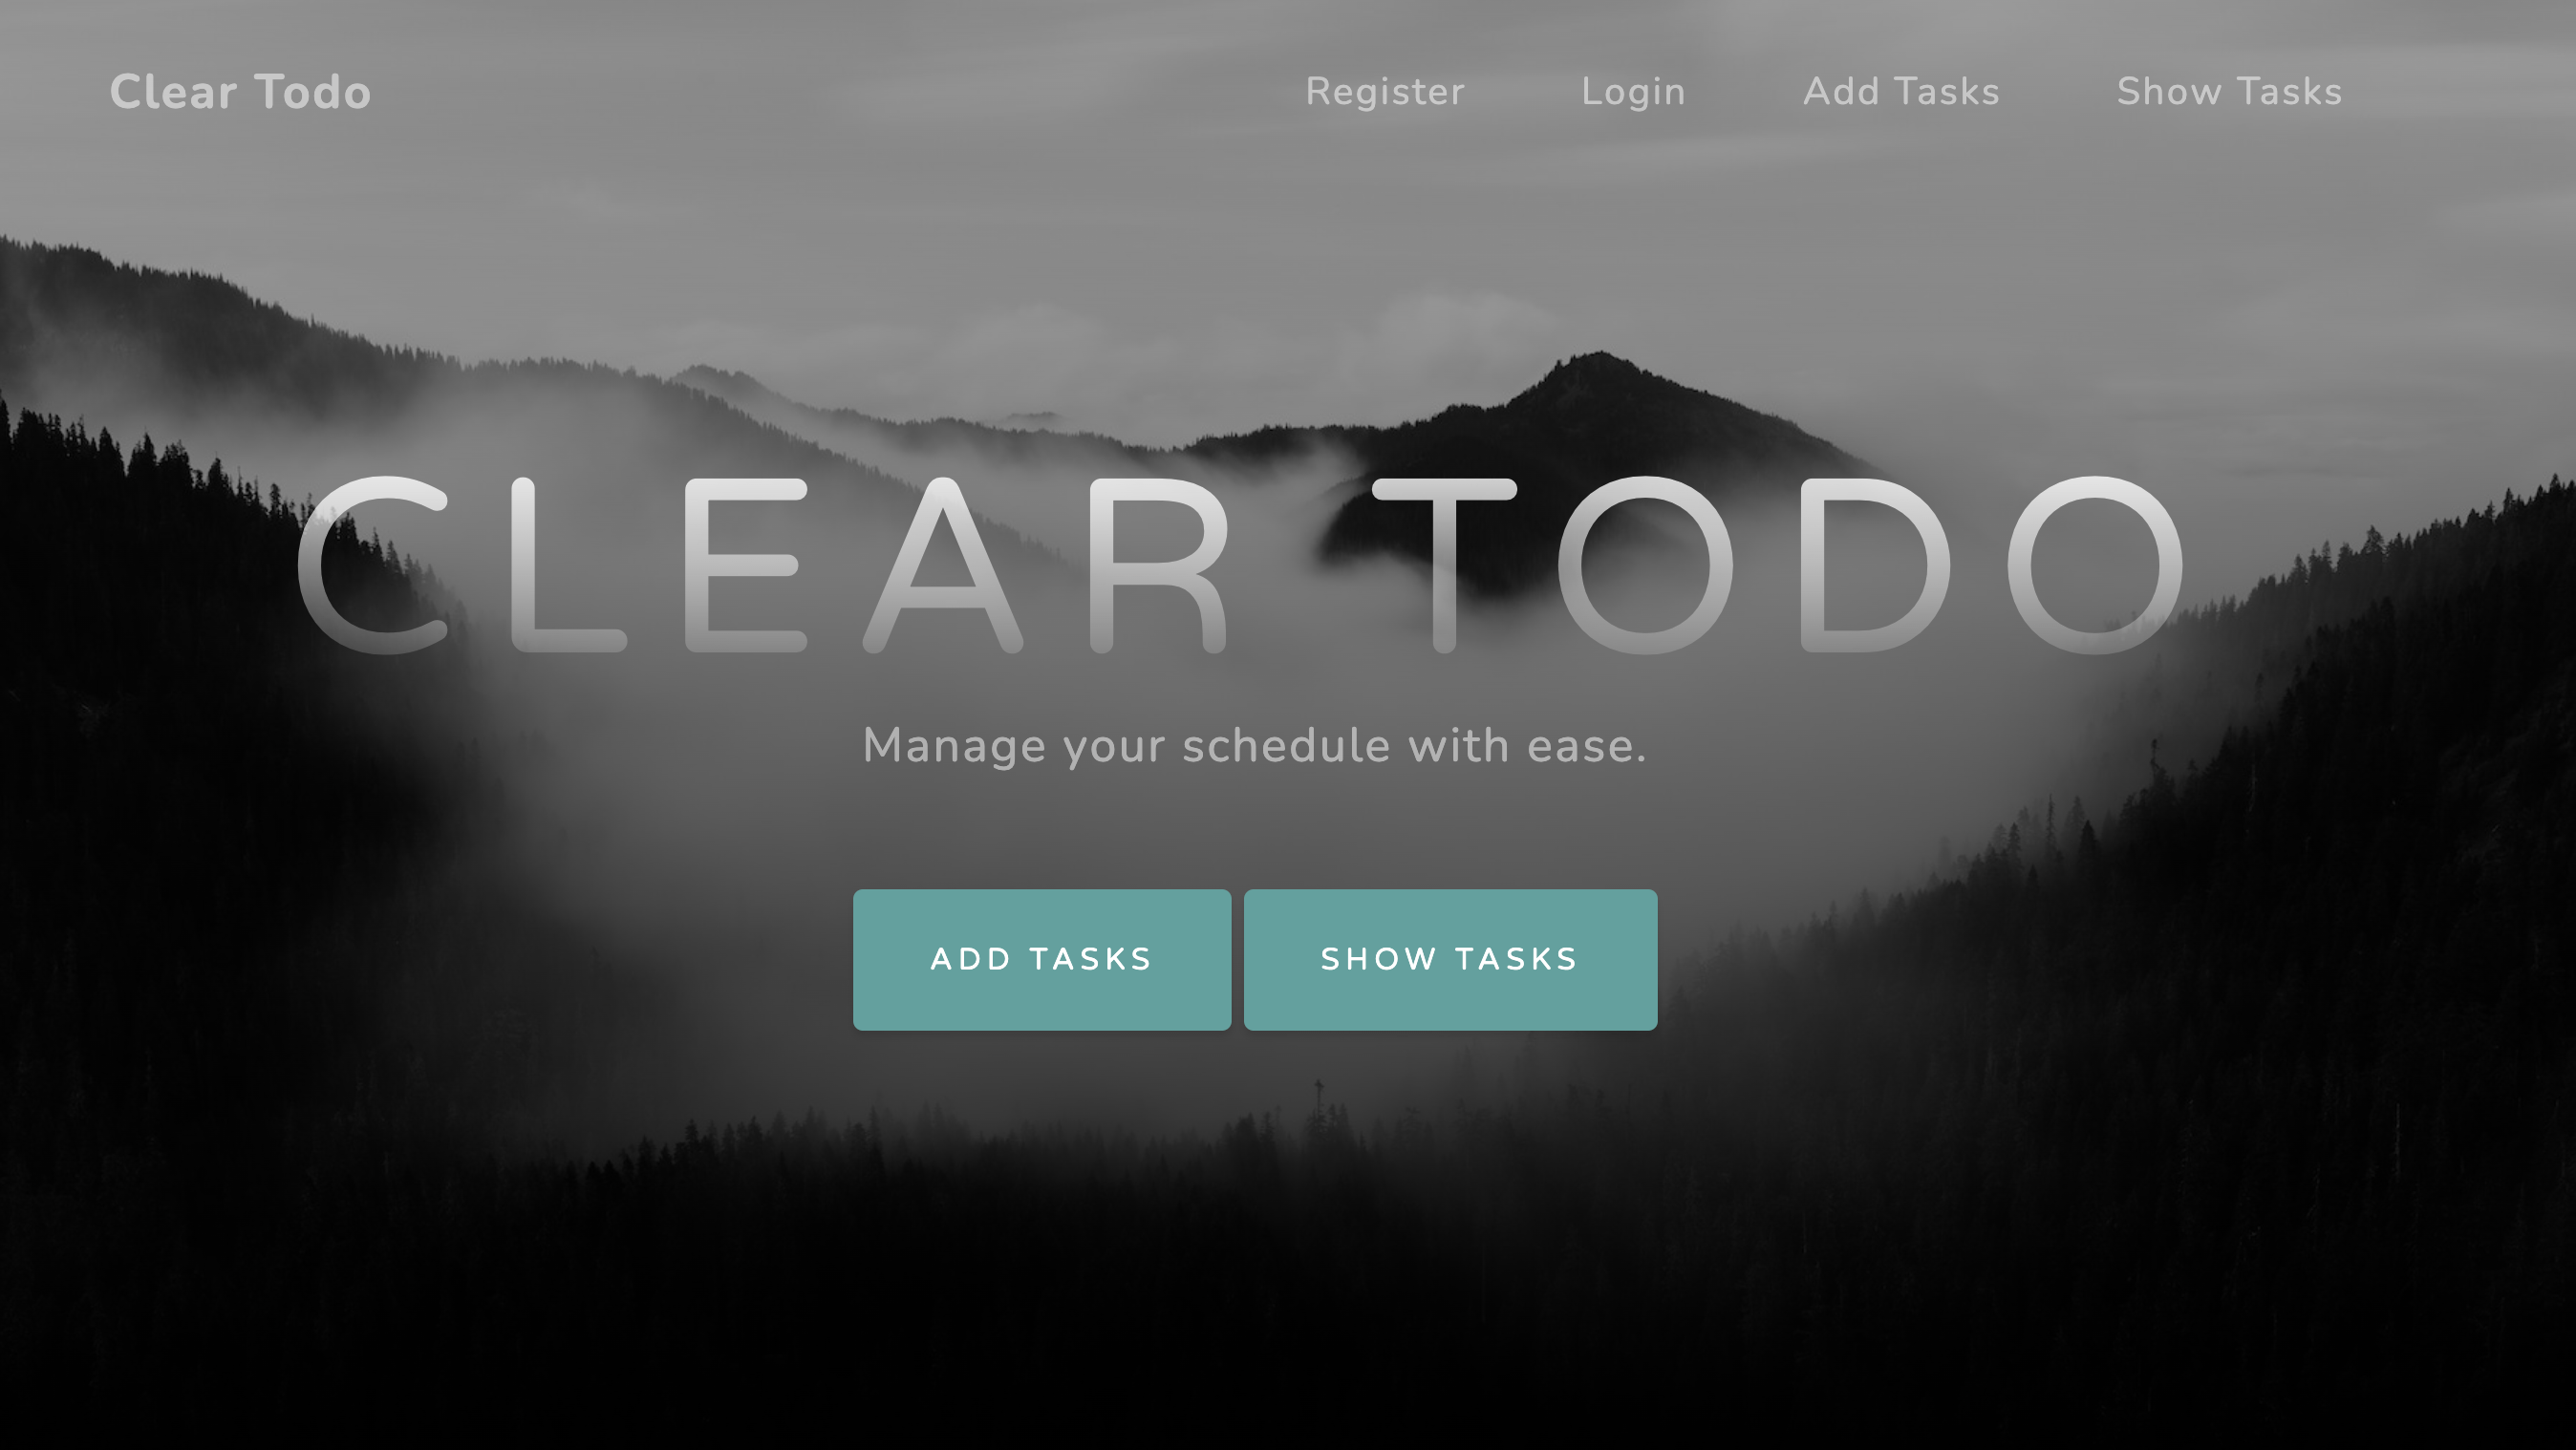 Clear Todo
Register Login Add Tasks Show Tasks
CLEAR TODO
Manage your schedule with ease.
ADD TASKS SHOW TASKS